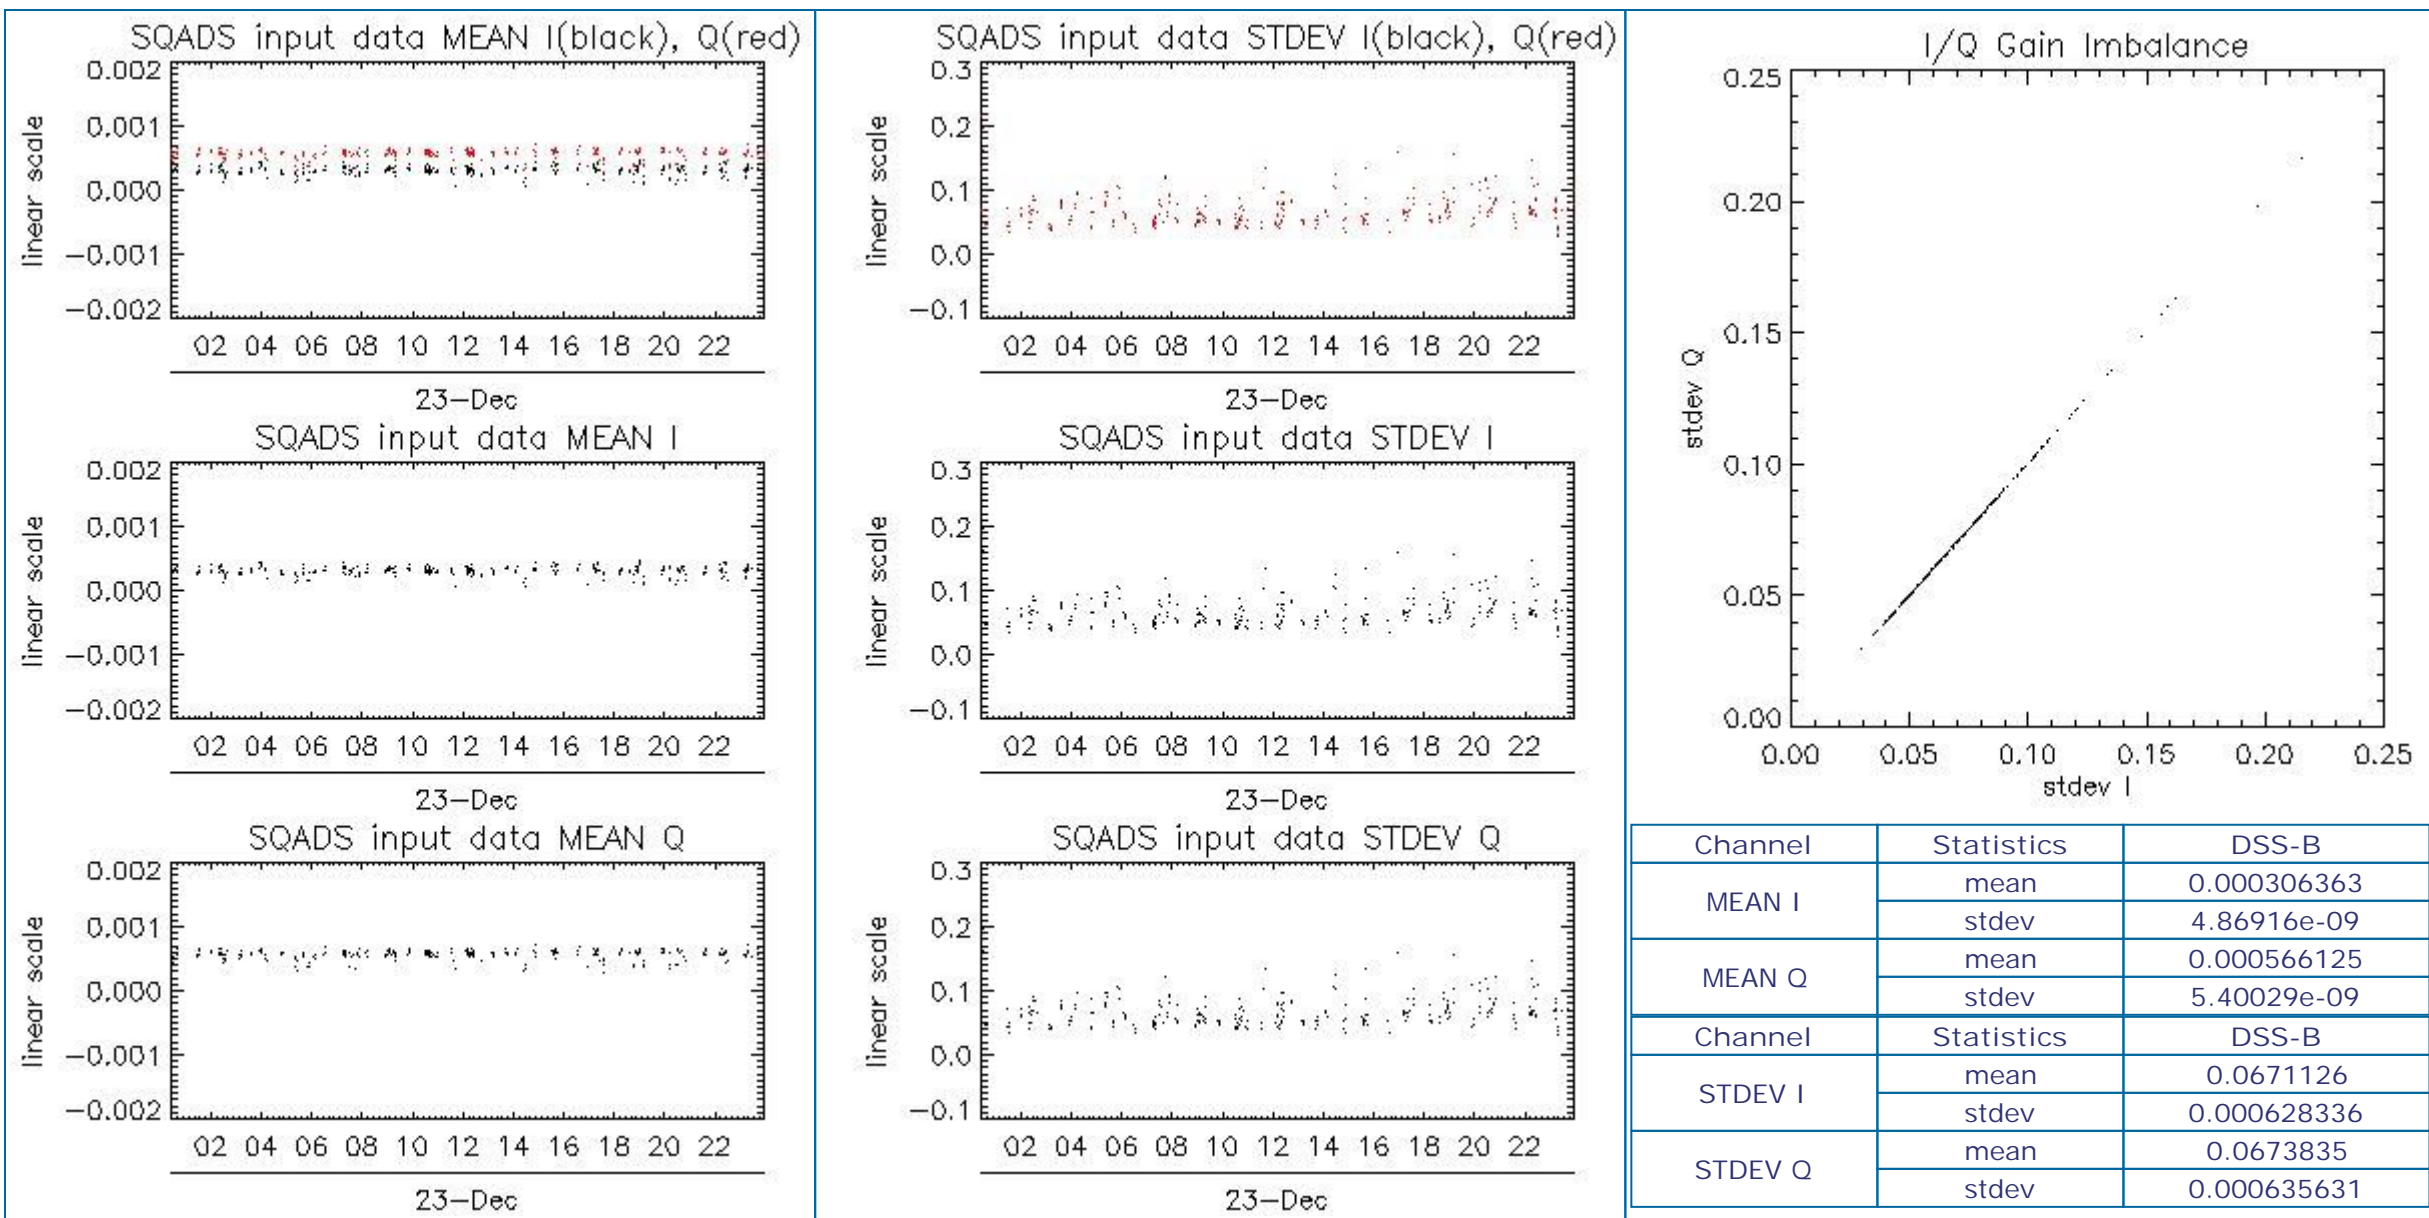 SQADS input data MEAN I(black), Q(red)
0.002
0.001
0.000
−0.001
−0.002
linear scale
02 04 06 08 10 12 14 16 18 20 22
23−Dec
SQADS input data MEAN I
0.002
0.001
0.000
−0.001
−0.002
linear scale
02 04 06 08 10 12 14 16 18 20 22
23−Dec
SQADS input data MEAN Q
0.002
0.001
0.000
−0.001
−0.002
linear scale
02 04 06 08 10 12 14 16 18 20 22
23−Dec
SQADS input data STDEV I(black), Q(red)
0.3
0.2
0.1
0.0
−0.1
linear scale
02 04 06 08 10 12 14 16 18 20 22
23−Dec
SQADS input data STDEV I
0.3
0.2
0.1
0.0
−0.1
linear scale
02 04 06 08 10 12 14 16 18 20 22
23−Dec
SQADS input data STDEV Q
0.3
0.2
0.1
0.0
−0.1
linear scale
02 04 06 08 10 12 14 16 18 20 22
23−Dec
I/Q Gain Imbalance
0.25
0.20
0.15
0.10
0.05
0.00
stdev Q
0.00 0.05 0.10 0.15 0.20 0.25
stdev I
Channel Statistics DSS-B
MEAN I mean 0.000306363
stdev 4.86916e-09
MEAN Q mean 0.000566125
stdev 5.40029e-09
Channel Statistics DSS-B
STDEV I mean 0.0671126
stdev 0.000628336
STDEV Q mean 0.0673835
stdev 0.000635631